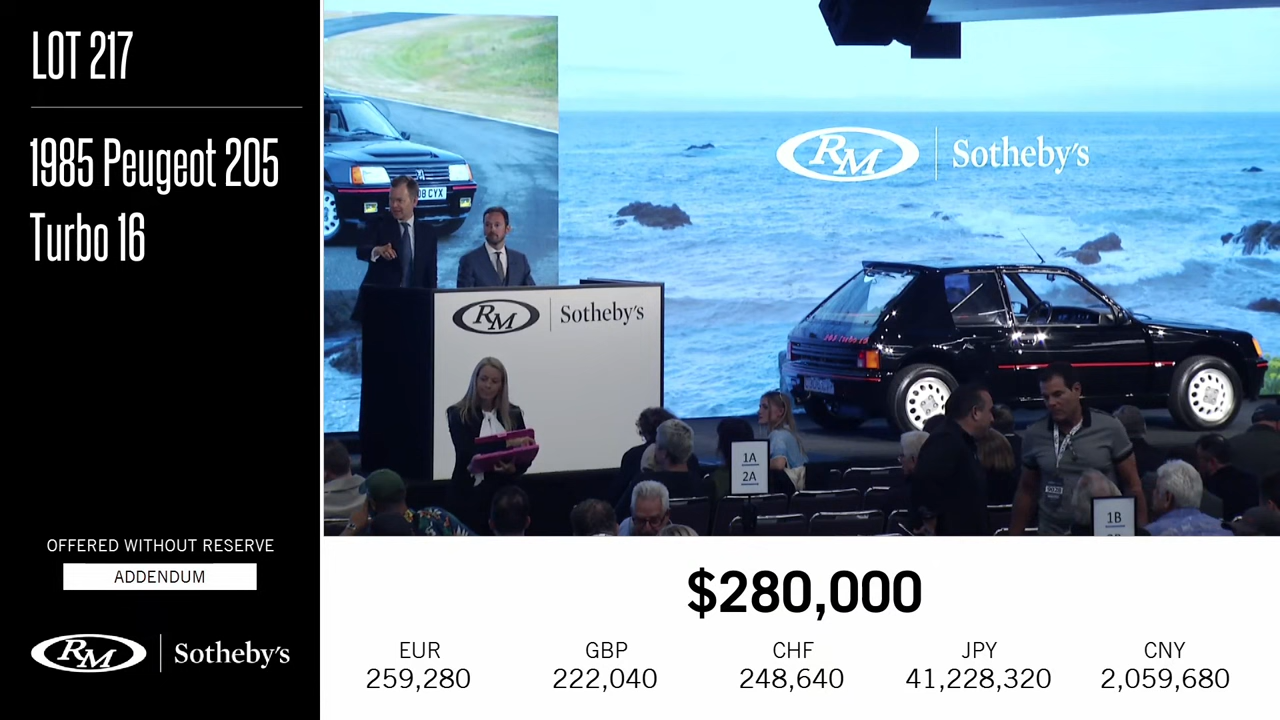 LOT 217
1985 Peugeot 205
Turbo 16
OFFERED WITHOUT RESERVE
ADDENDUM
RM Sotheby's
RM Sotheby's
RM Sotheby's
1A
2A
1B
$280,000
EUR
259,280
GBP
222,040
CHF
248,640
JPY
41,228,320
CNY
2,059,680